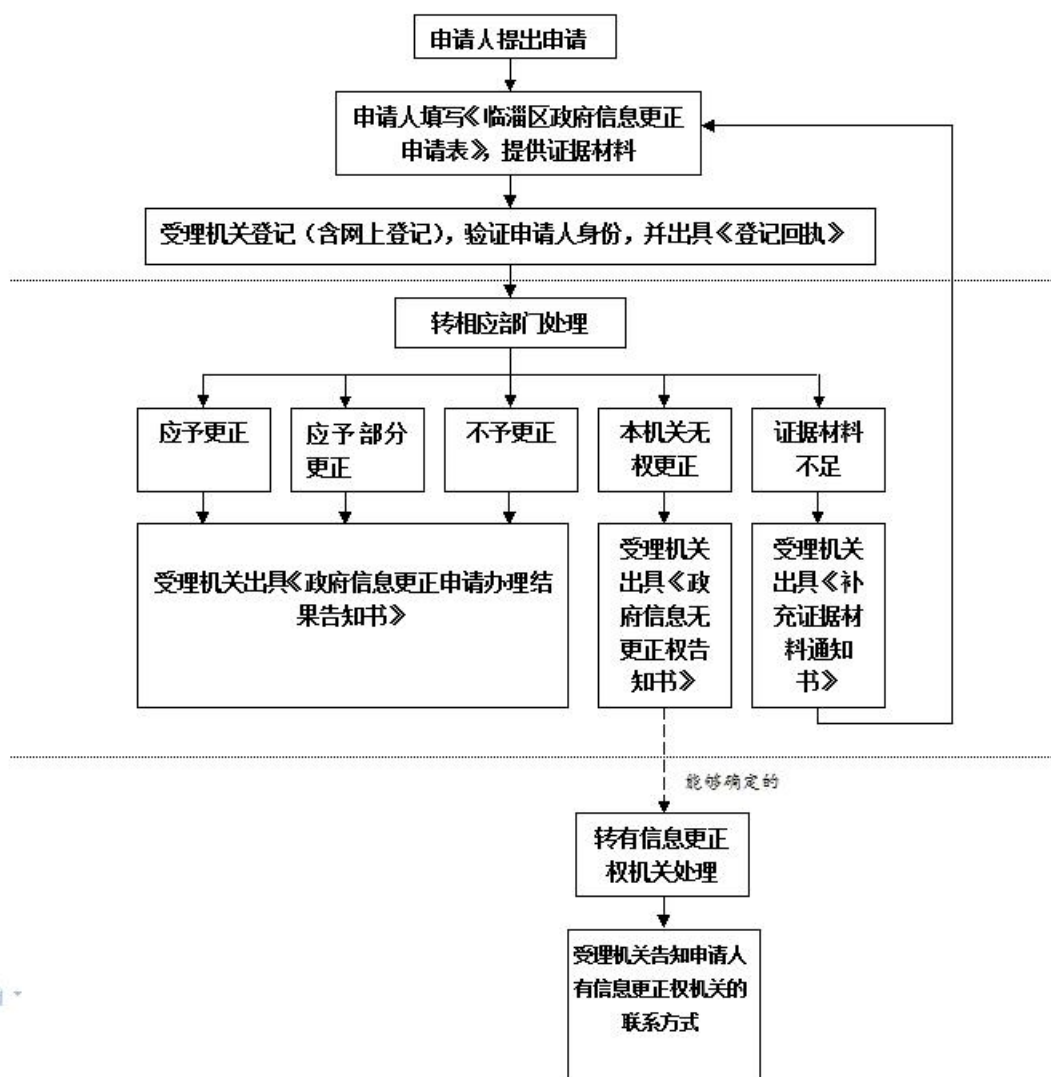 申请人提出申请
申请人填写《临淄区政府信息更正
申请表》，提供证据材料
受理机关登记（含网上登记），验证申请人身份，并出具《登记回执》
转相应部门处理
应予更正
应予部分
更正
不予更正
本机关无
权更正
证据材料
不足
受理机关出具《政府信息更正申请办理结
果告知书》
受理机关
出具《政
府信息无
更正权告
知书》
受理机关
出具《补
充证据材
料通知
书》
能够确定的
转有信息更正
权机关处理
受理机关告知申请人
有信息更正权机关的
联系方式